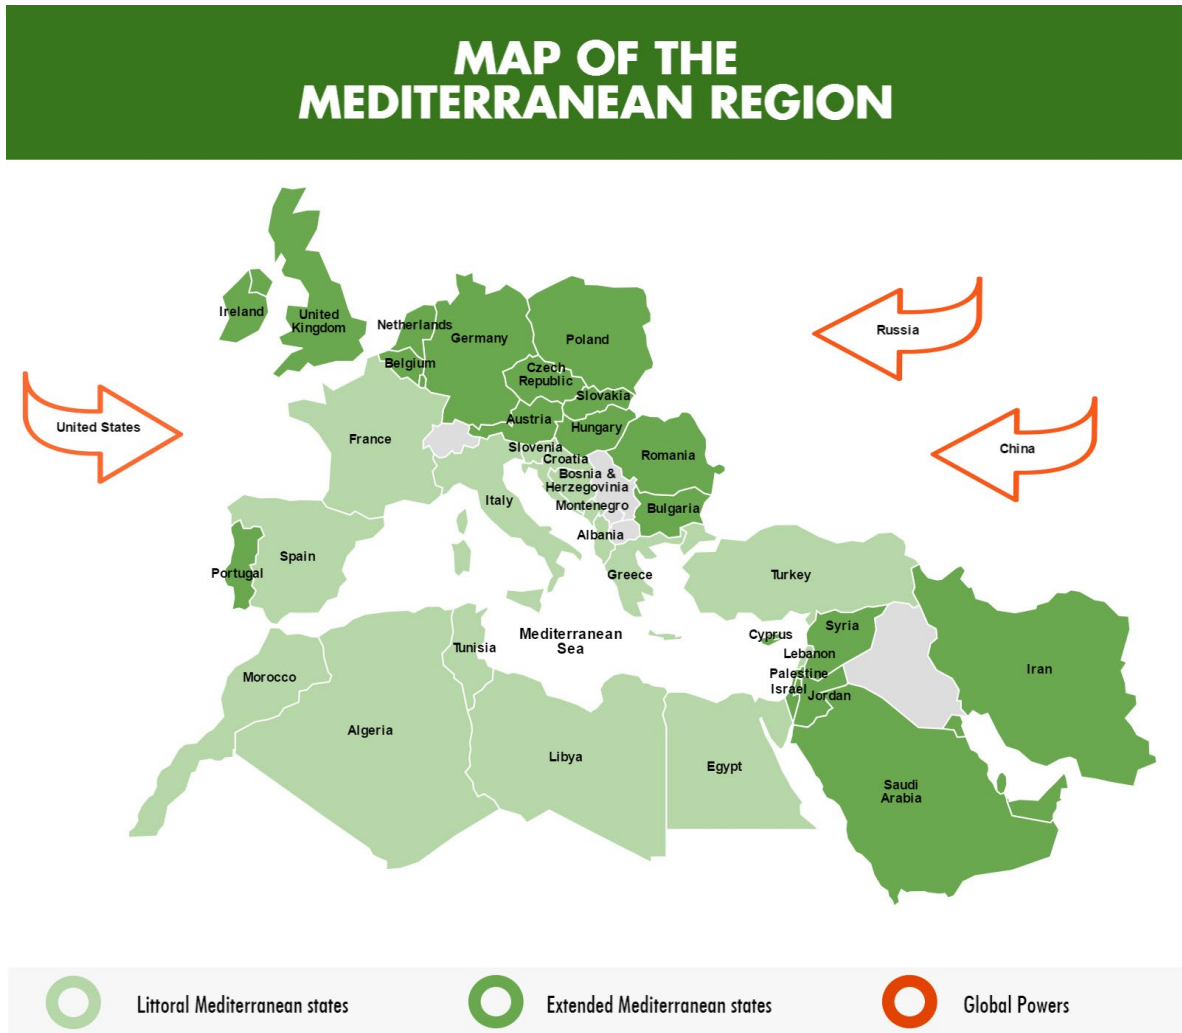 MAP OF THE
MEDITERRANEAN REGION
Ireland
United
Kingdom
Netherlands
Germany
Poland
Belgium
Czech
Republic
Slovakia
Russia
United States
France
Austria
Hungary
Slovenia
Croatia
Romania
China
Bosnia &
Herzegovina
Italy
Montenegro
Bulgaria
Albania
Spain
Portugal
Greece
Turkey
Mediterranean
Sea
Cyprus
Syria
Tunisia
Lebanon
Morocco
Palestine
Israel
Jordan
Iran
Algeria
Libya
Egypt
Saudi
Arabia
Littoral Mediterranean states
Extended Mediterranean states
Global Powers